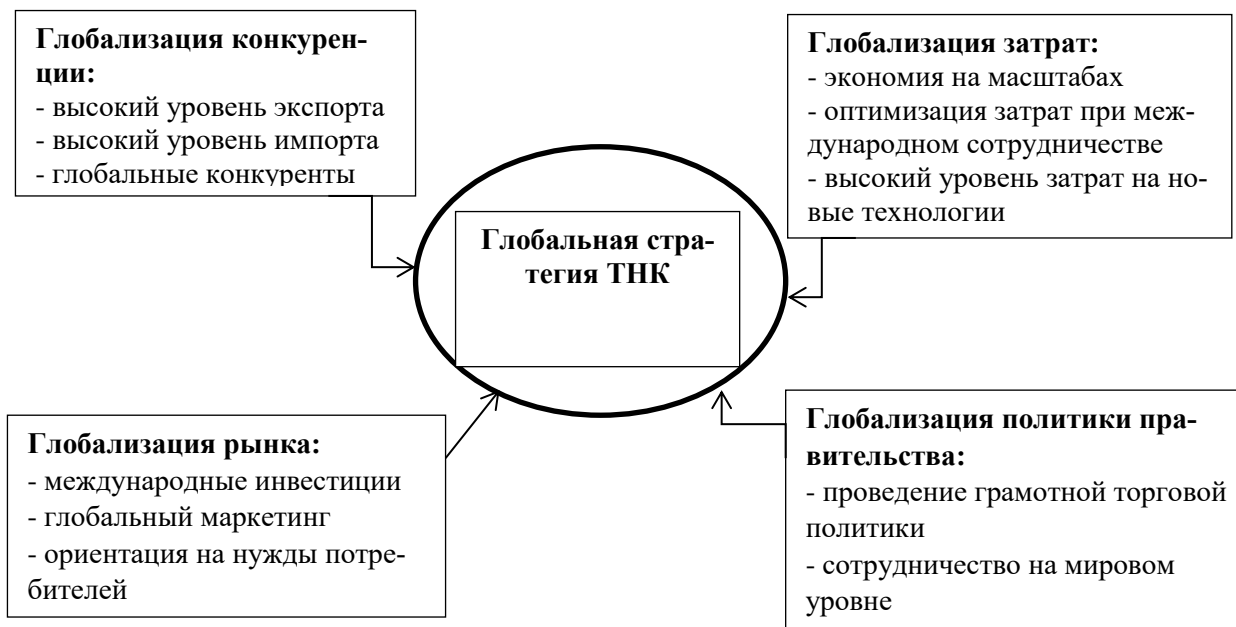 Глобализация конкурен-
ции:
- высокий уровень экспорта
- высокий уровень импорта
- глобальные конкуренты
Глобализация затрат:
- экономия на масштабах
- оптимизация затрат при меж-
дународном сотрудничестве
- высокий уровень затрат на но-
вые технологии
Глобальная стра-
тегия ТНК
Глобализация рынка:
- международные инвестиции
- глобальный маркетинг
- ориентация на нужды потре-
бителей
Глобализация политики пра-
вительства:
- проведение грамотной торговой
политики
- сотрудничество на мировом
уровне